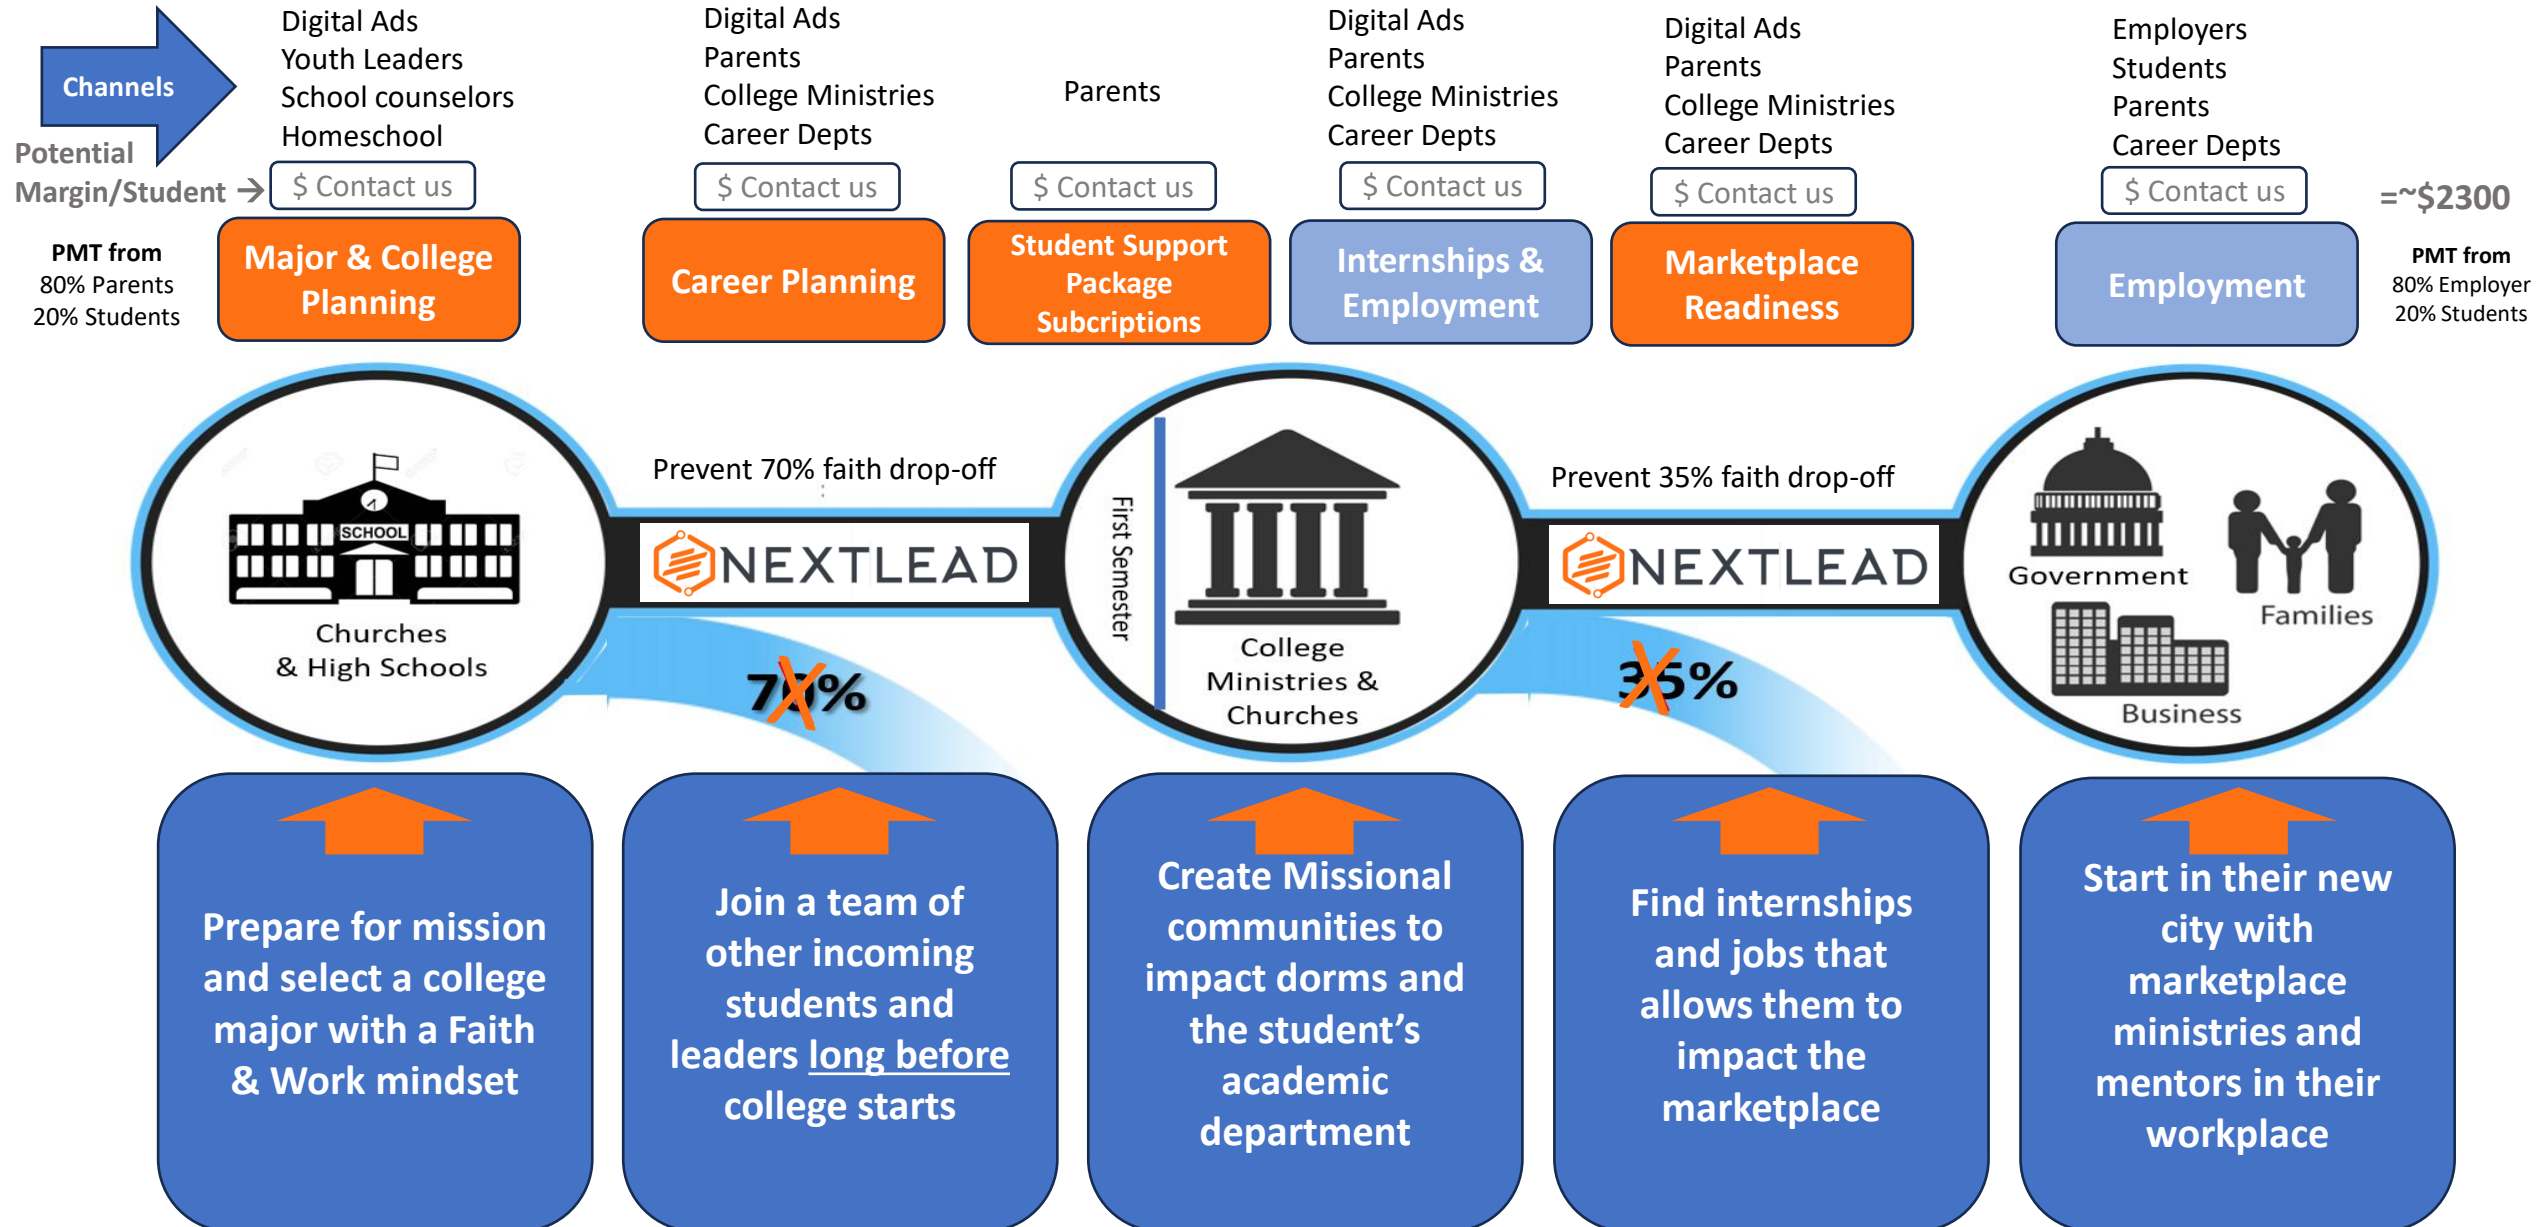 Channels
Digital Ads
Youth Leaders
School counselors
Homeschool
Digital Ads
Parents
College Ministries
Career Depts
Parents
Digital Ads
Parents
College Ministries
Career Depts
Digital Ads
Parents
College Ministries
Career Depts
Employers
Students
Parents
Career Depts
Potential
Margin/Student →
$ Contact us
$ Contact us
$ Contact us
$ Contact us
$ Contact us
$ Contact us
=~$2300
PMT from
80% Parents
20% Students
Major & College
Planning
Career Planning
Student Support
Package
Subcriptions
Internships &
Employment
Marketplace
Readiness
Employment
PMT from
80% Employer
20% Students
SCHOOL
Churches
& High Schools
Prevent 70% faith drop-off
NEXTLEAD
70%
First Semester
College
Ministries &
Churches
Prevent 35% faith drop-off
NEXTLEAD
35%
Government
Families
Business
Prepare for mission
and select a college
major with a Faith
& Work mindset
Join a team of
other incoming
students and
leaders long before
college starts
Create Missional
communities to
impact dorms and
the student’s
academic
department
Find internships
and jobs that
allows them to
impact the
marketplace
Start in their new
city with
marketplace
ministries and
mentors in their
workplace